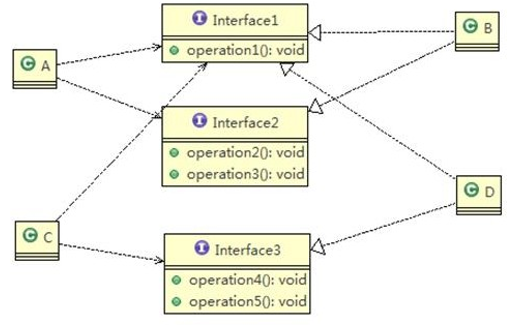 I Interface1
operation1(): void
C A
C B
I Interface2
operation2(): void
operation3(): void
C D
C C
I Interface3
operation4(): void
operation5(): void